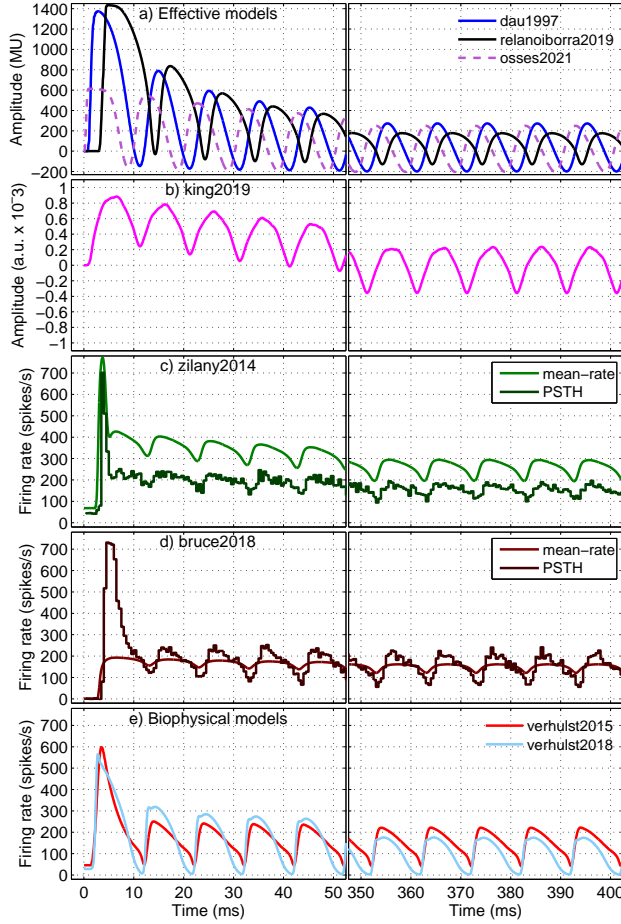 a) Effective models
dau1997
relanoiborra2019
osses2021
Amplitude (MU)
1400
1200
1000
800
600
400
200
0
−200
b) king2019
Amplitude (a.u. x 10⁻3)
1
0.8
0.6
0.4
0.2
0
−0.2
−0.4
−0.6
−0.8
−1
c) zilany2014
mean-rate
PSTH
Firing rate (spikes/s)
700
600
500
400
300
200
100
0
d) bruce2018
mean-rate
PSTH
Firing rate (spikes/s)
700
600
500
400
300
200
100
0
e) Biophysical models
verhulst2015
verhulst2018
Firing rate (spikes/s)
700
600
500
400
300
200
100
0
0 10 20 30 40 50
350 360 370 380 390 400
Time (ms)
Time (ms)